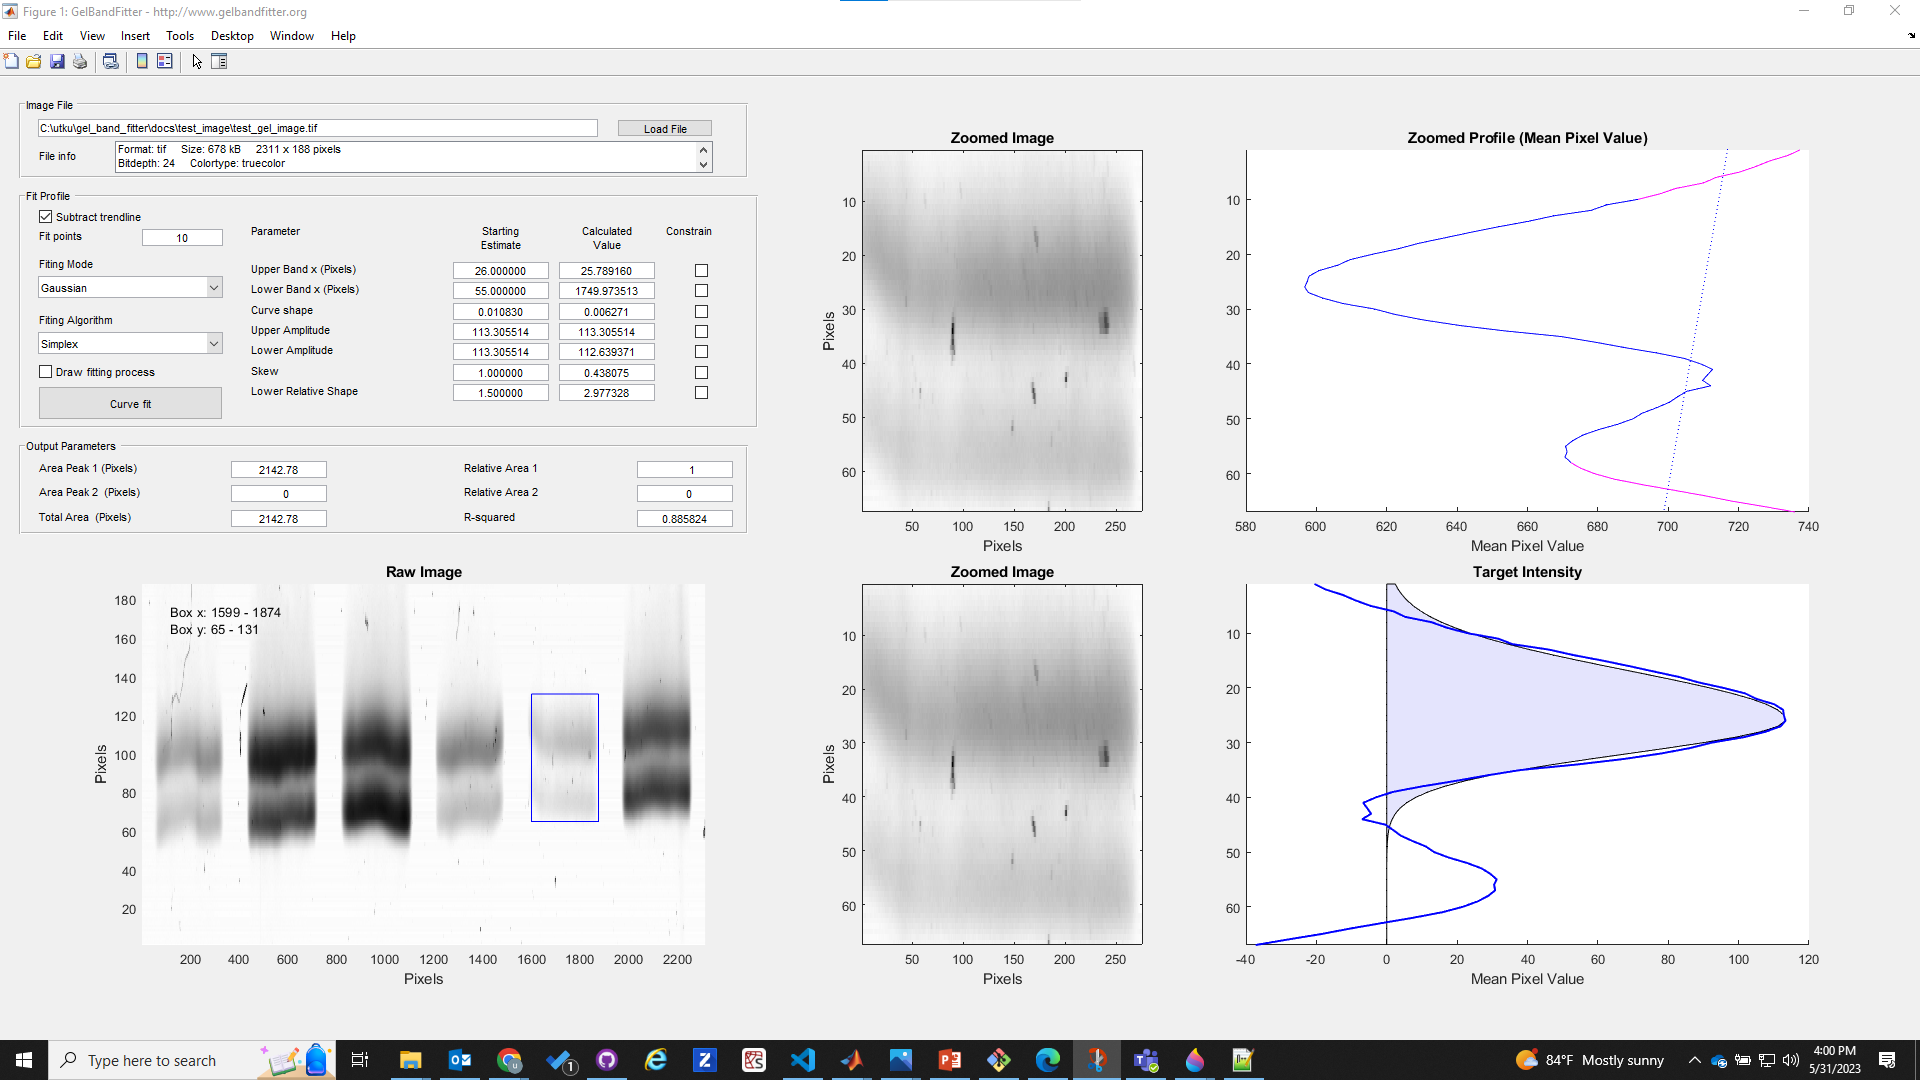 Figure 1: GelBandFitter - http://www.gelbandfitter.org
File Edit View Insert Tools Desktop Window Help
Image File
C:\utku\gel_band_fitter\docs\test_image\test_gel_image.tif
Load File
File info
Format: tif Size: 678 kB 2311 x 188 pixels
Bitdepth: 24 Colortype: truecolor
Fit Profile
Subtract trendline
Fit points 10
Fiting Mode
Gaussian
Fiting Algorithm
Simplex
Draw fitting process
Curve fit
Parameter Starting Estimate Calculated Value Constrain
Upper Band x (Pixels) 26.000000 25.789160
Lower Band x (Pixels) 55.000000 1749.973513
Curve shape 0.010830 0.006271
Upper Amplitude 113.305514 113.305514
Lower Amplitude 113.305514 112.639371
Skew 1.000000 0.438075
Lower Relative Shape 1.500000 2.977328
Output Parameters
Area Peak 1 (Pixels) 2142.78 Relative Area 1 1
Area Peak 2 (Pixels) 0 Relative Area 2 0
Total Area (Pixels) 2142.78 R-squared 0.885824
Zoomed Image
10
20
30
40
50
60
Pixels
50 100 150 200 250
Pixels
Zoomed Profile (Mean Pixel Value)
10
20
30
40
50
60
580 600 620 640 660 680 700 720 740
Mean Pixel Value
Raw Image
Box x: 1599 - 1874
Box y: 65 - 131
180
160
140
120
100
80
60
40
20
Pixels
200 400 600 800 1000 1200 1400 1600 1800 2000 2200
Pixels
Zoomed Image
10
20
30
40
50
60
Pixels
50 100 150 200 250
Pixels
Target Intensity
10
20
30
40
50
60
-40 -20 0 20 40 60 80 100 120
Mean Pixel Value
Type here to search
1
84°F Mostly sunny
4:00 PM
5/31/2023